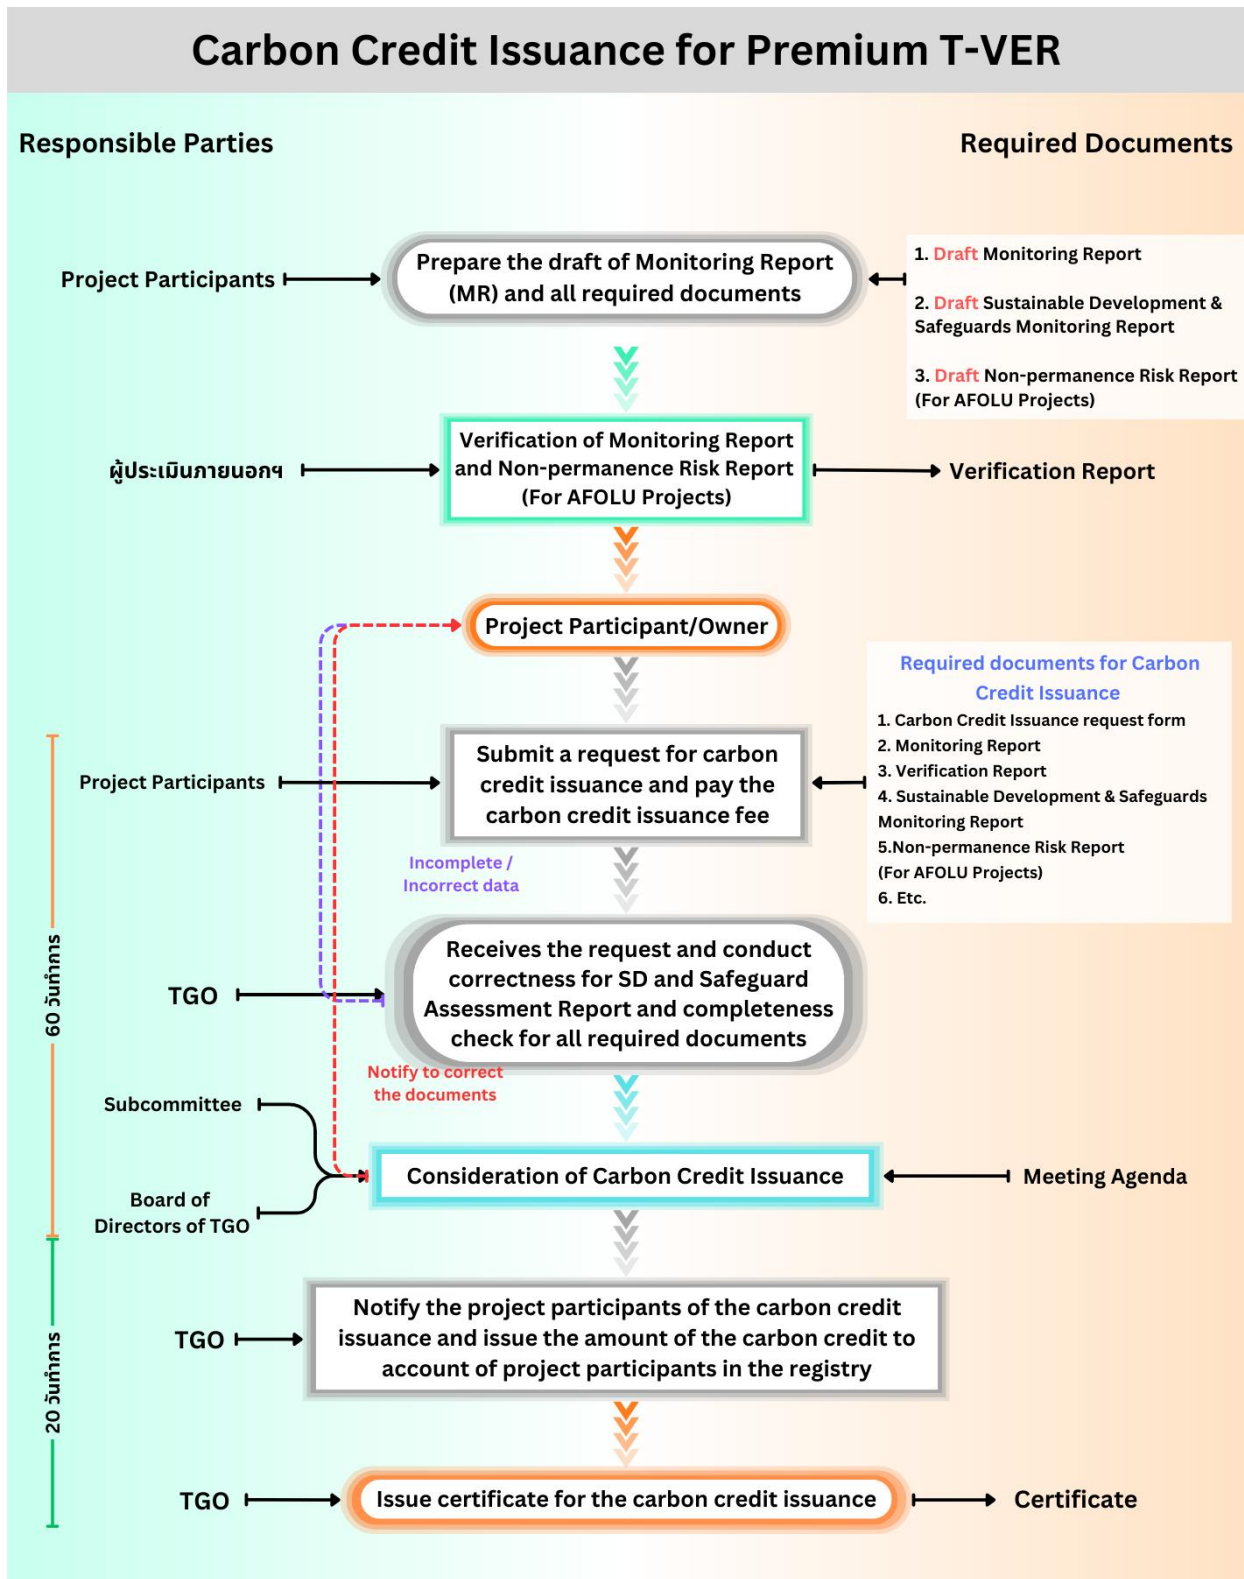 Carbon Credit Issuance for Premium T-VER
Responsible Parties
Required Documents
Project Participants
Prepare the draft of Monitoring Report
(MR) and all required documents
1. Draft Monitoring Report
2. Draft Sustainable Development &
Safeguards Monitoring Report
3. Draft Non-permanence Risk Report
(For AFOLU Projects)
ผู้ประเมินภายนอกฯ
Verification of Monitoring Report
and Non-permanence Risk Report
(For AFOLU Projects)
Verification Report
Project Participant/Owner
Required documents for Carbon
Credit Issuance
1. Carbon Credit Issuance request form
2. Monitoring Report
3. Verification Report
4. Sustainable Development & Safeguards
Monitoring Report
5.Non-permanence Risk Report
(For AFOLU Projects)
6. Etc.
Project Participants
Submit a request for carbon
credit issuance and pay the
carbon credit issuance fee
Incomplete /
Incorrect data
60 วันทำการ
TGO
Receives the request and conduct
correctness for SD and Safeguard
Assessment Report and completeness
check for all required documents
Notify to correct
the documents
Subcommittee
Board of
Directors of TGO
Consideration of Carbon Credit Issuance
Meeting Agenda
20 วันทำการ
TGO
Notify the project participants of the carbon credit
issuance and issue the amount of the carbon credit to
account of project participants in the registry
TGO
Issue certificate for the carbon credit issuance
Certificate